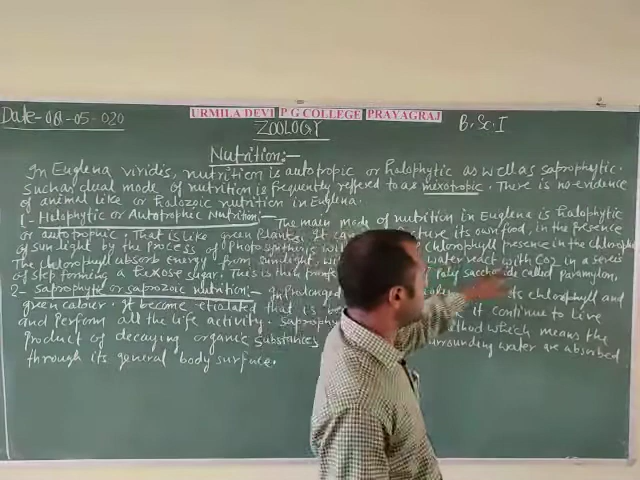 Date-08-05-020
URMILA DEVI P G COLLEGE PRAYAGRAJ
ZOOLOGY
B.Sc.I
Nutrition:-
In Euglena viridis, nutrition is autotropic or holophytic as well as saprophytic.
Such an dual mode of nutrition is frequently reffered to as mixotropic. There is no evidence
of animal like or Holozoic nutrition in Euglena.
1- Holophytic or Autotrophic Nutrition:- The main mode of nutrition in Euglena is holophytic
or autotrophic. That is like green plants. It its own food, in the presence
of sun light by the process of Photosynthesis wi chlorophyll presence in the
The chlorophyll absorb energy from sunlight, wi water react with CO2 in a series
of step forming a Hexose sugar. This is then Poly saccharide called paramylon.
2- Saprophytic or saprozoic nutrition:- In Prolonged its chlorophyll and
green colour. It become etiolated that is be it continue to live
and Perform all the life activity. Saproph which means the
Product of decaying organic substances urrounding water are absorbed
through its general body surface.